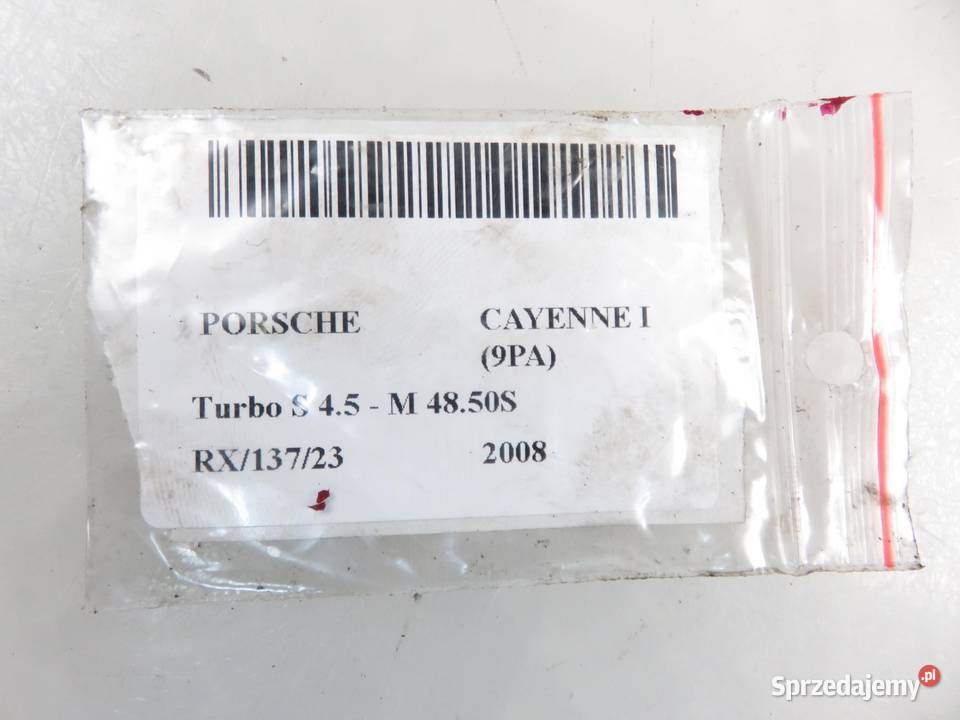 PORSCHE CAYENNE I
(9PA)
Turbo S 4.5 - M 48.50S
RX/137/23 2008
Sprzedajemy.pl